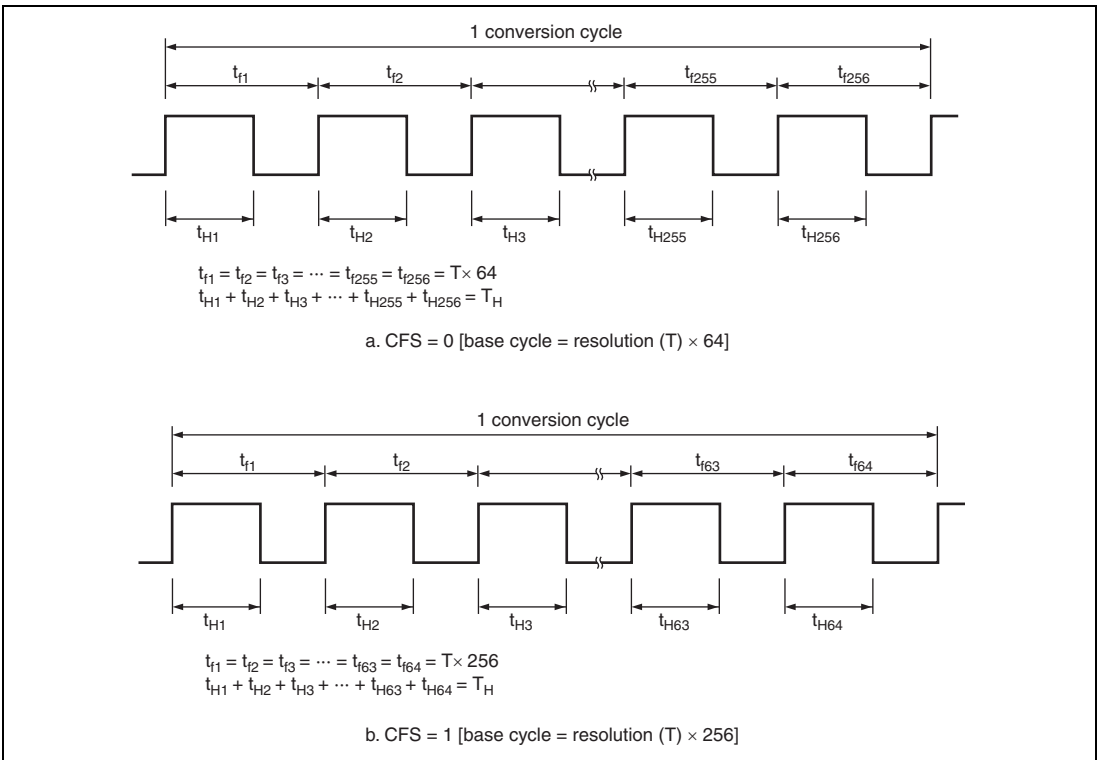 1 conversion cycle
tf1 tf2 tf255 tf256
tH1 tH2 tH3 tH255 tH256
tf1 = tf2 = tf3 = ··· = tf255 = tf256 = T× 64
tH1 + tH2 + tH3 + ··· + tH255 + tH256 = TH
a. CFS = 0 [base cycle = resolution (T) × 64]
1 conversion cycle
tf1 tf2 tf63 tf64
tH1 tH2 tH3 tH63 tH64
tf1 = tf2 = tf3 = ··· = tf63 = tf64 = T× 256
tH1 + tH2 + tH3 + ··· + tH63 + tH64 = TH
b. CFS = 1 [base cycle = resolution (T) × 256]